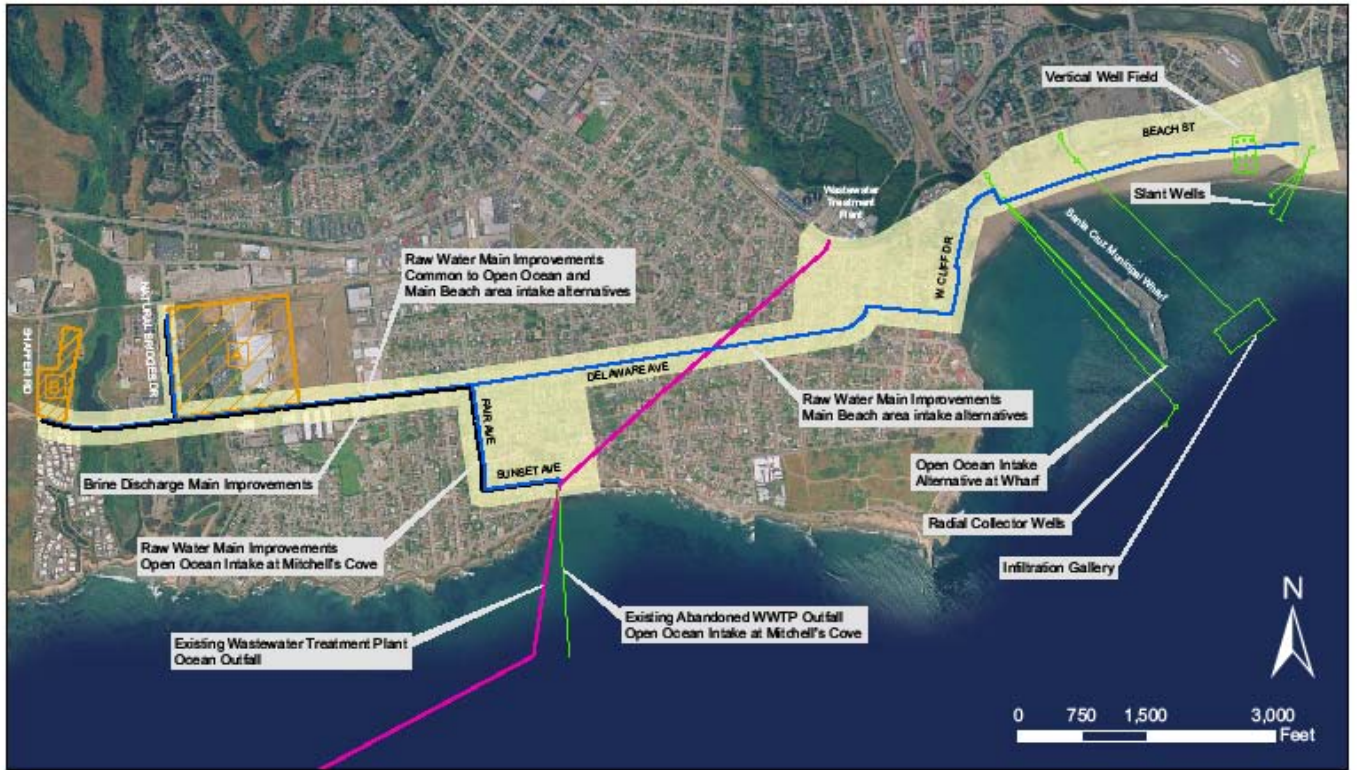 Vertical Well Field
BEACH ST
Slant Wells
Wastewater
Treatment
Plant
Santa Cruz Municipal Wharf
W CLIFF DR
Raw Water Main Improvements
Common to Open Ocean and
Main Beach area intake alternatives
NATURAL BRIDGES DR
SHAFFER RD
A
B
DELAWARE AVE
Raw Water Main Improvements
Main Beach area intake alternatives
FAIR AVE
SUNSET AVE
Brine Discharge Main Improvements
Open Ocean Intake
Alternative at Wharf
Radial Collector Wells
Infiltration Gallery
Raw Water Main Improvements
Open Ocean Intake at Mitchell's Cove
Existing Abandoned WWTP Outfall
Open Ocean Intake at Mitchell's Cove
Existing Wastewater Treatment Plant
Ocean Outfall
N
0 750 1,500 3,000
Feet